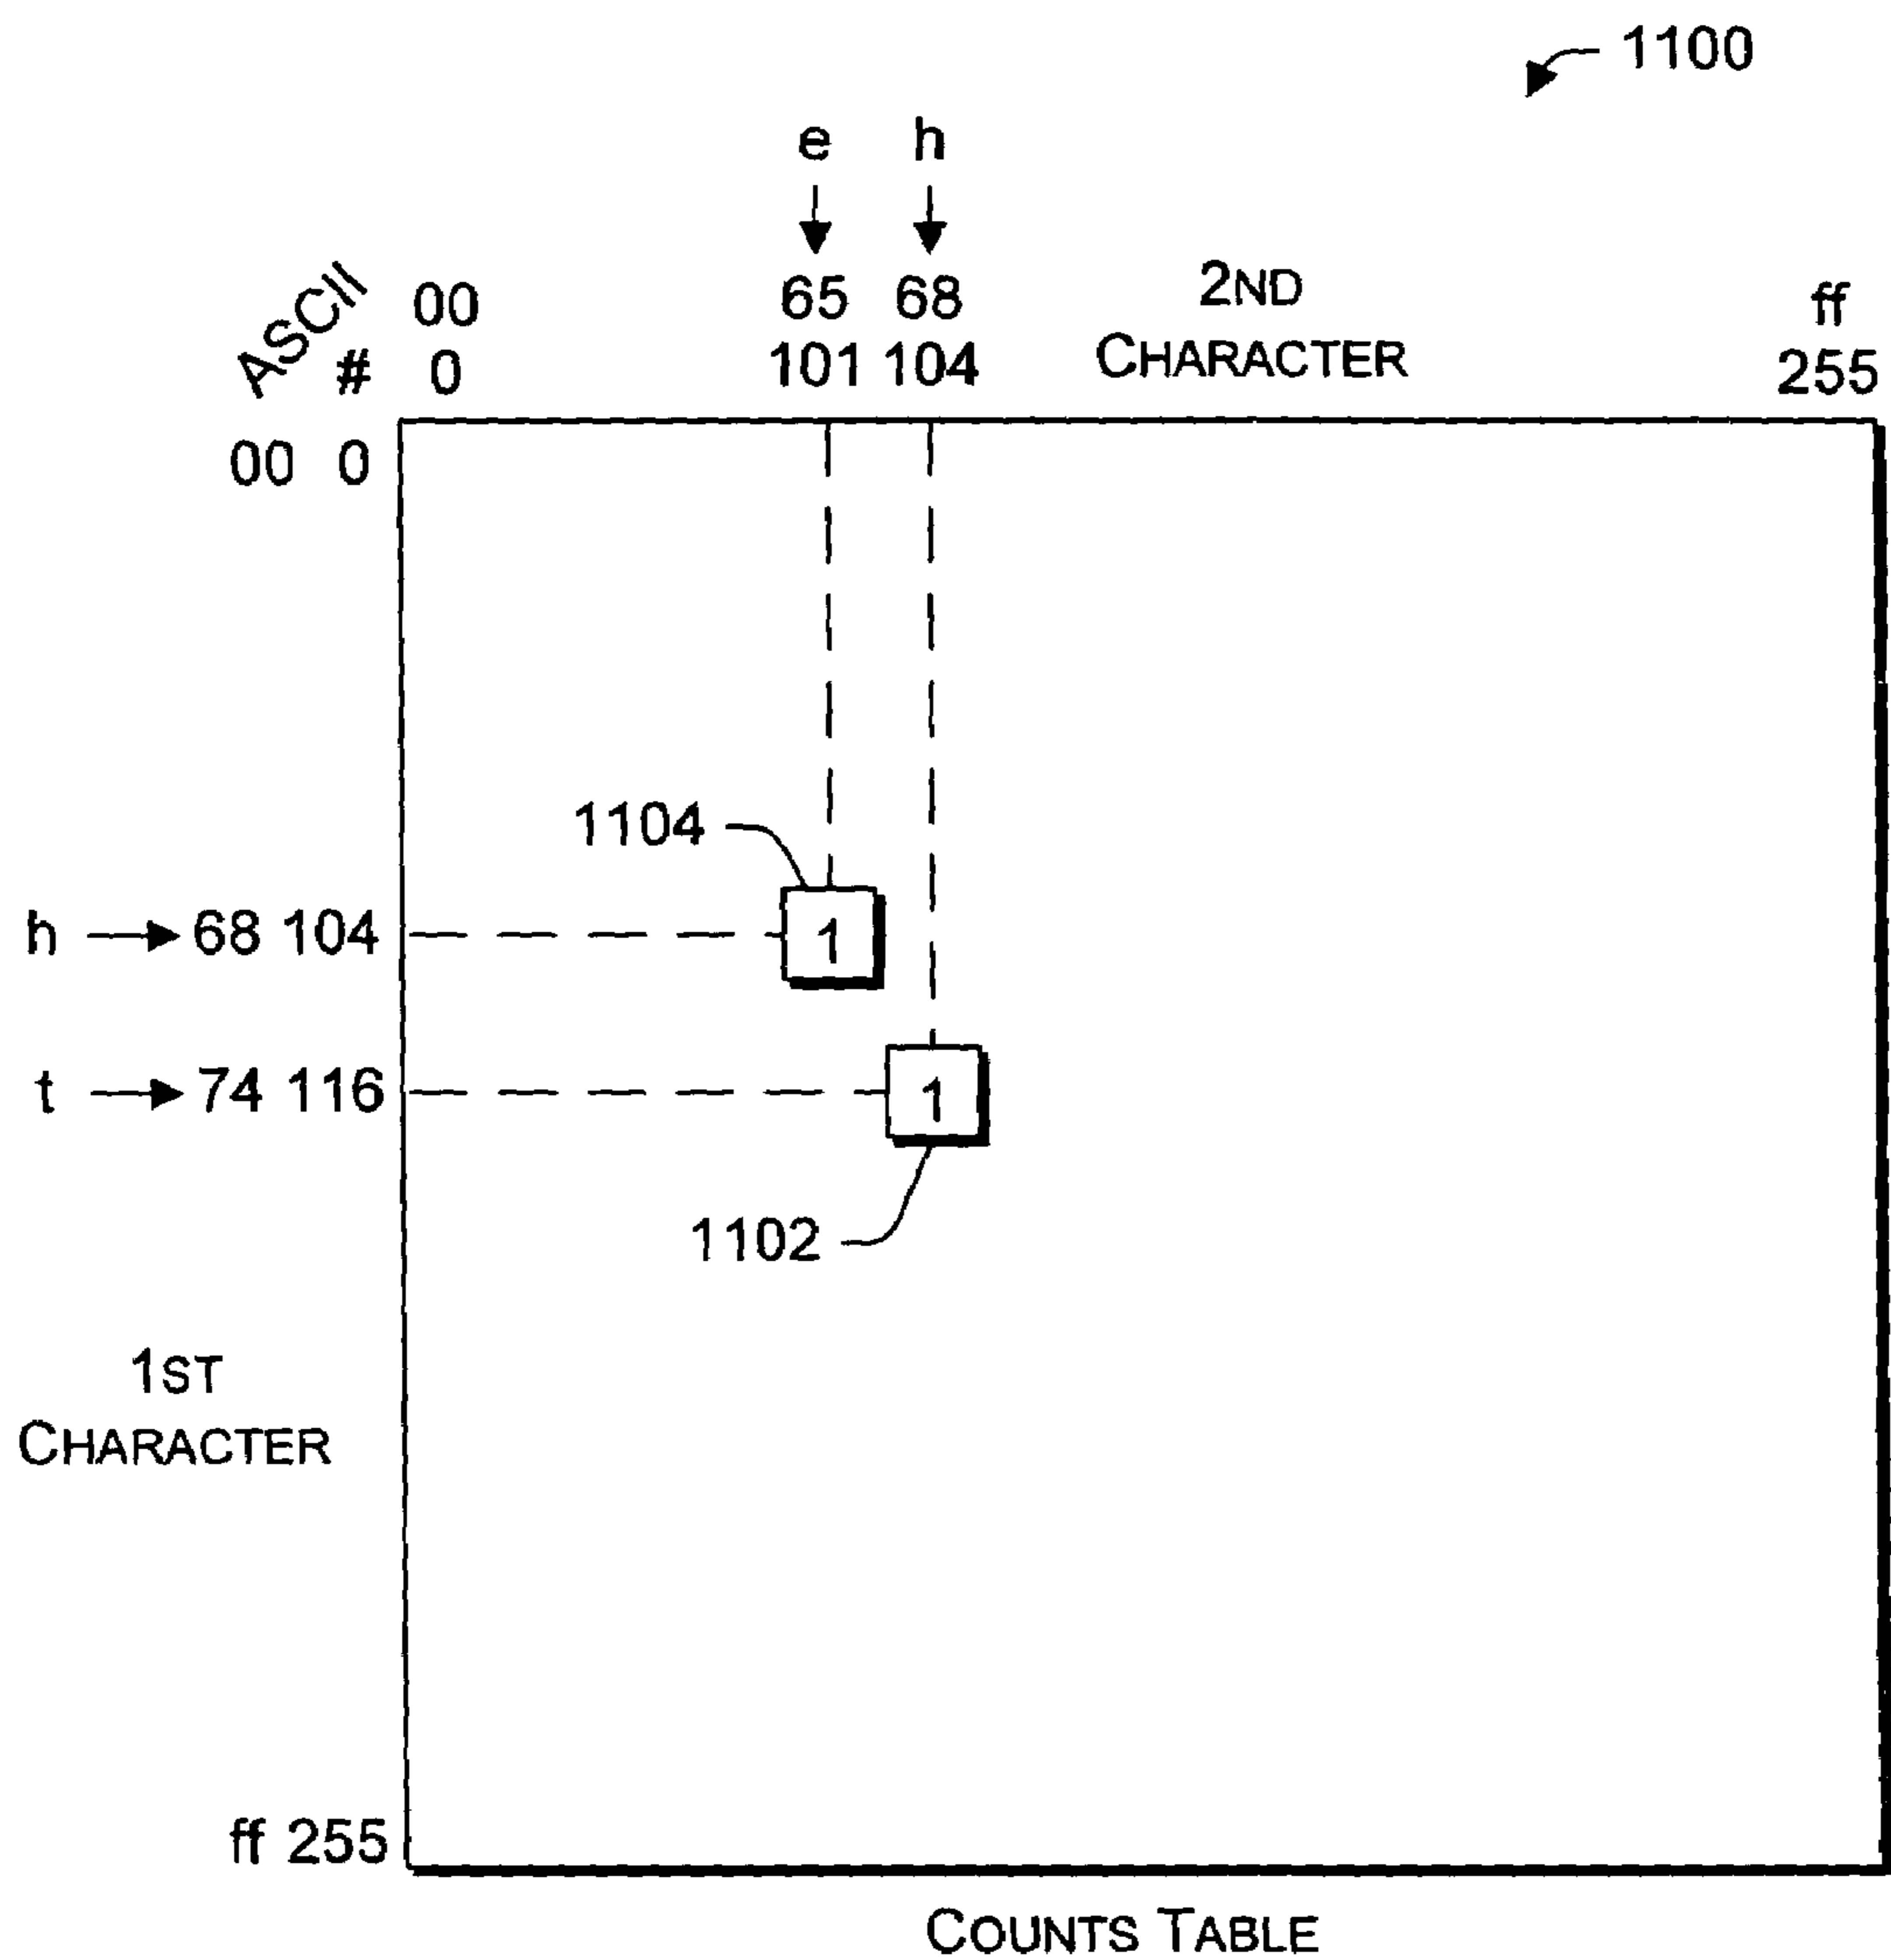 1100
e h
ASCII 00 65 68 2ND ff
# 0 101 104 CHARACTER 255
00 0
1104
h 68 104 1
t 74 116 1
1102
1ST
CHARACTER
ff 255
COUNTS TABLE